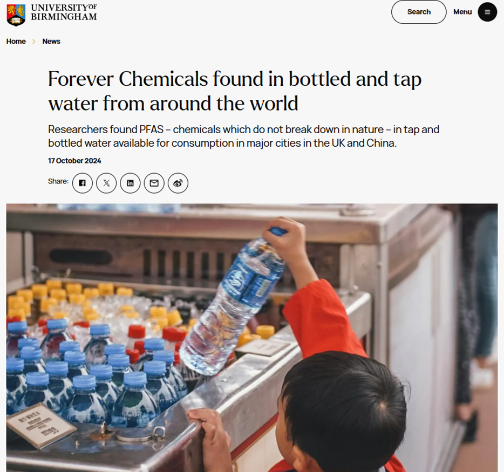 UNIVERSITY OF
BIRMINGHAM
Search
Menu
Home
News
Forever Chemicals found in bottled and tap
water from around the world
Researchers found PFAS – chemicals which do not break down in nature – in tap and
bottled water available for consumption in major cities in the UK and China.
17 October 2024
Share: